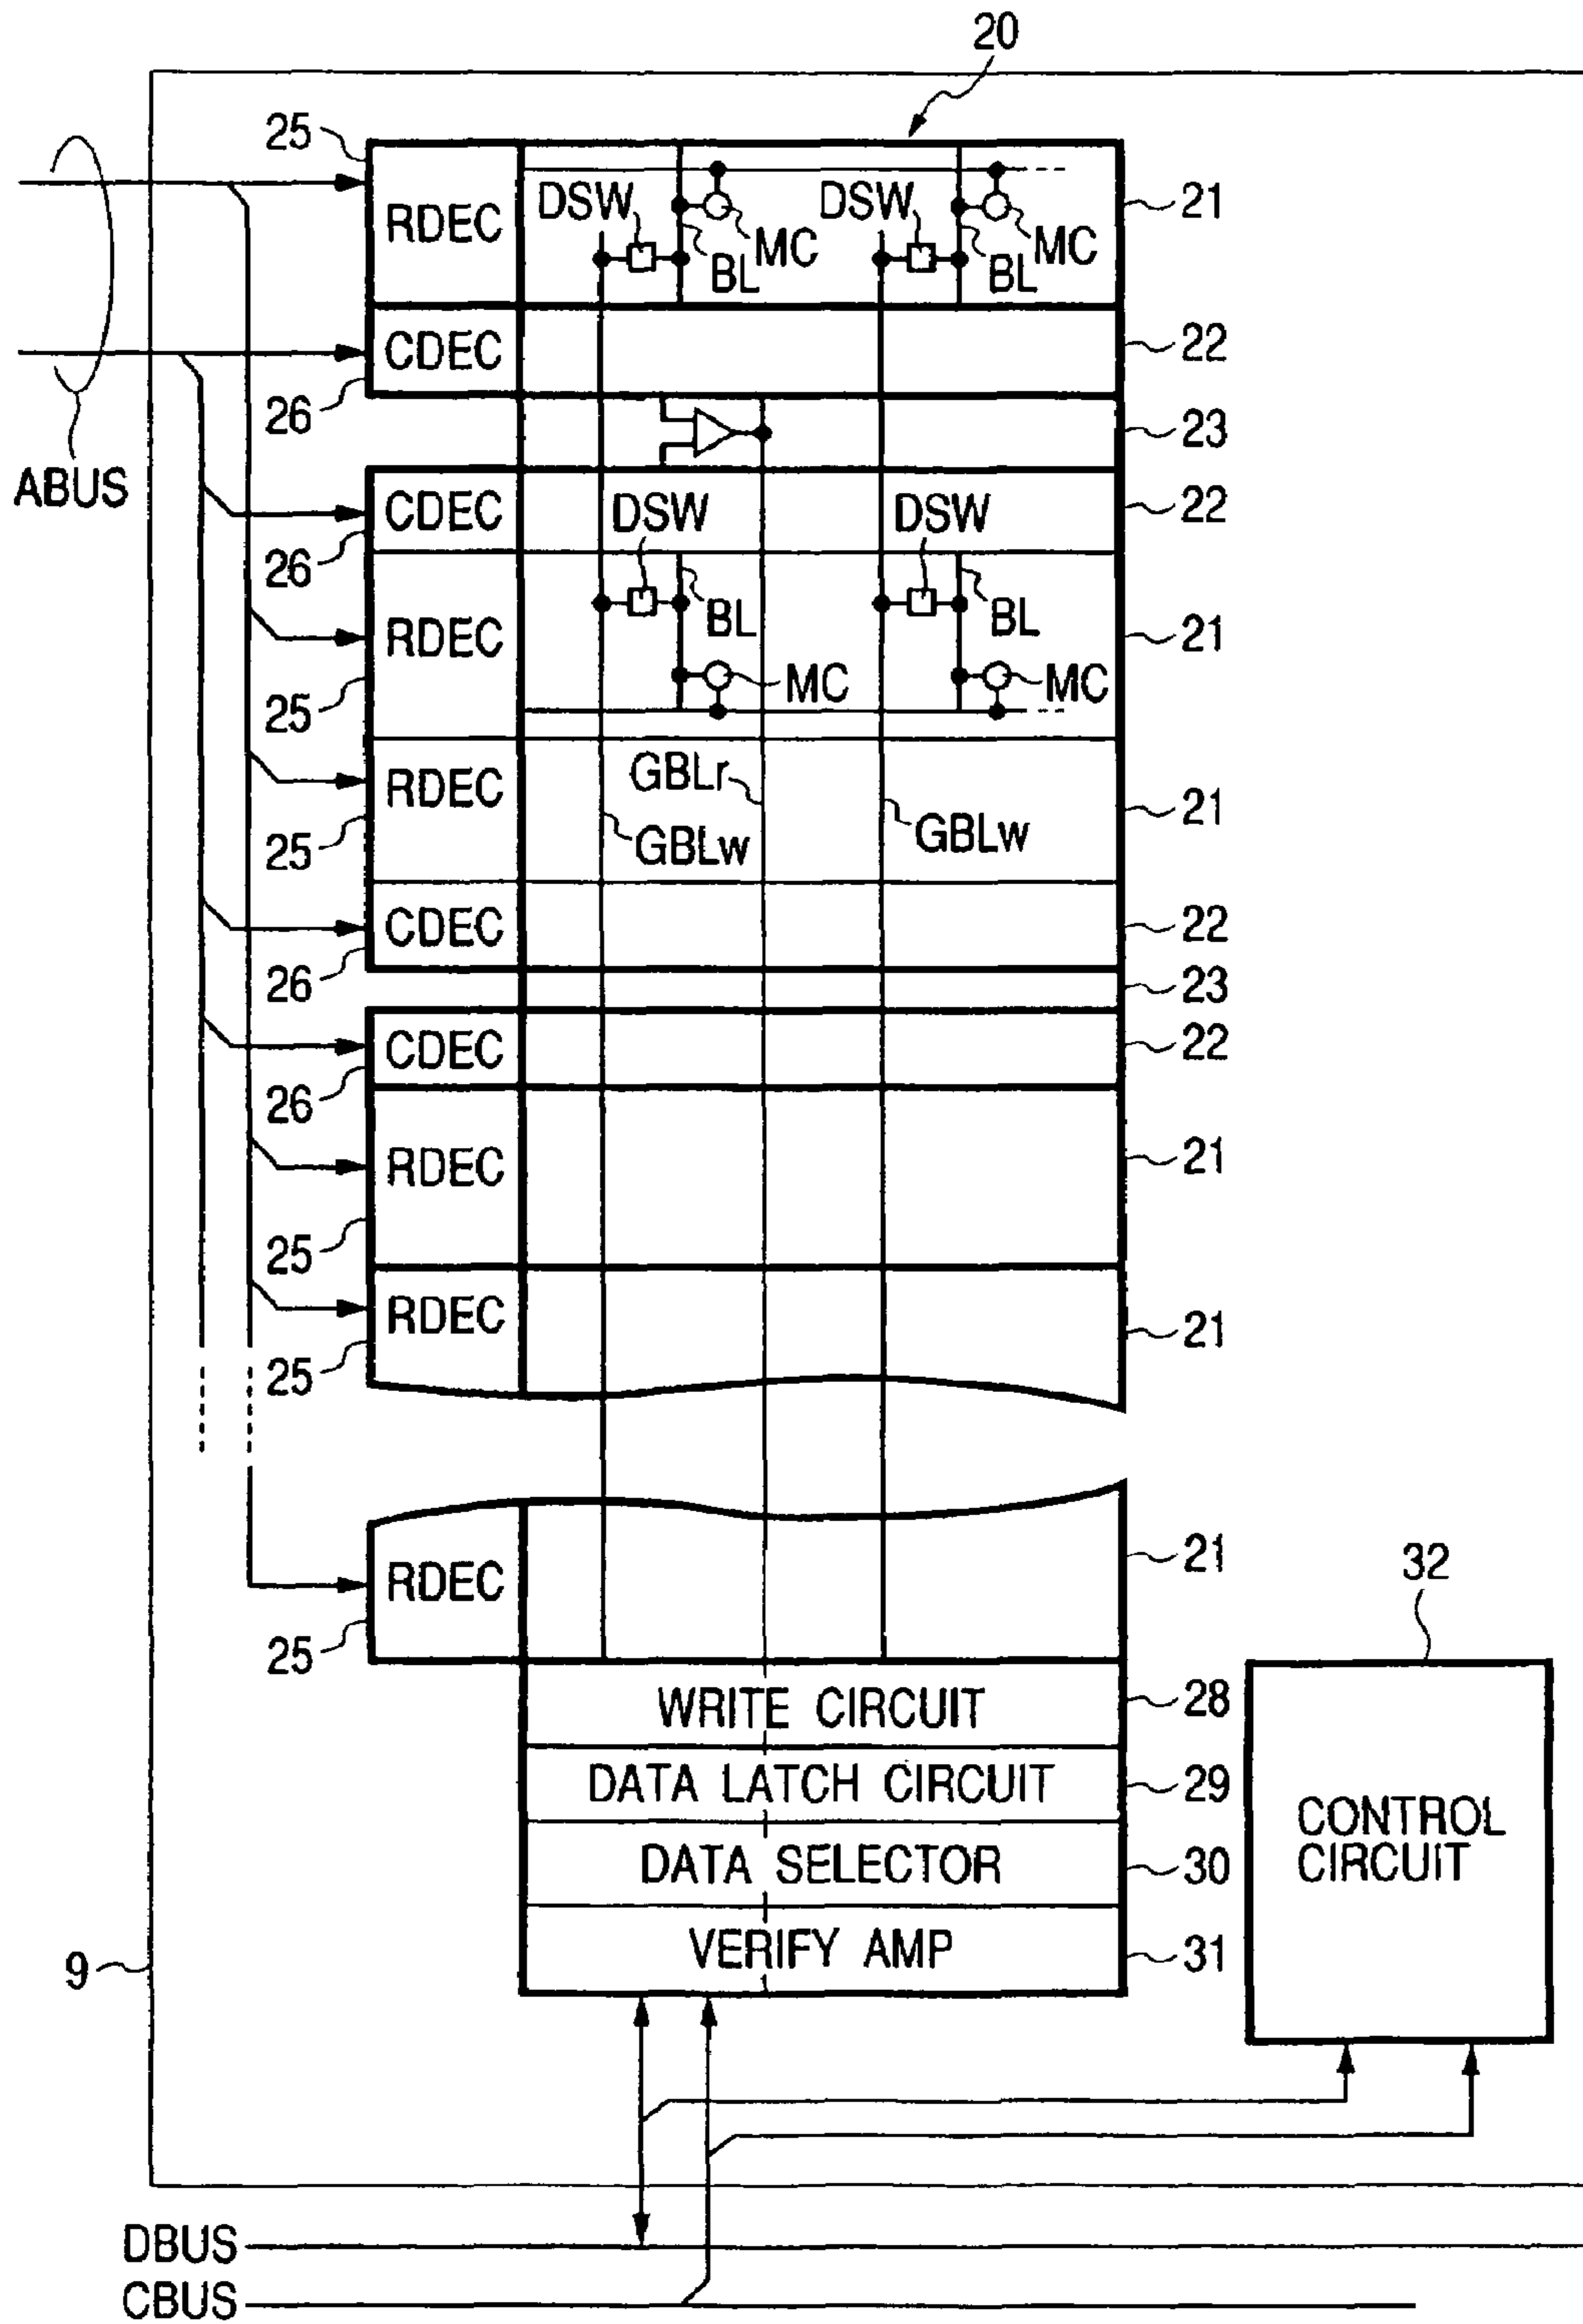 20
25
RDEC
DSW
MC
BL
DSW
MC
BL
21
CDEC
22
26
23
ABUS
CDEC
DSW
DSW
22
26
RDEC
BL
BL
21
MC
MC
25
RDEC
GBLr
GBLw
GBLw
21
25
CDEC
22
26
23
CDEC
22
26
RDEC
21
25
RDEC
21
25
RDEC
21
25
32
WRITE CIRCUIT
28
DATA LATCH CIRCUIT
29
CONTROL
CIRCUIT
DATA SELECTOR
30
VERIFY AMP
31
9
DBUS
CBUS